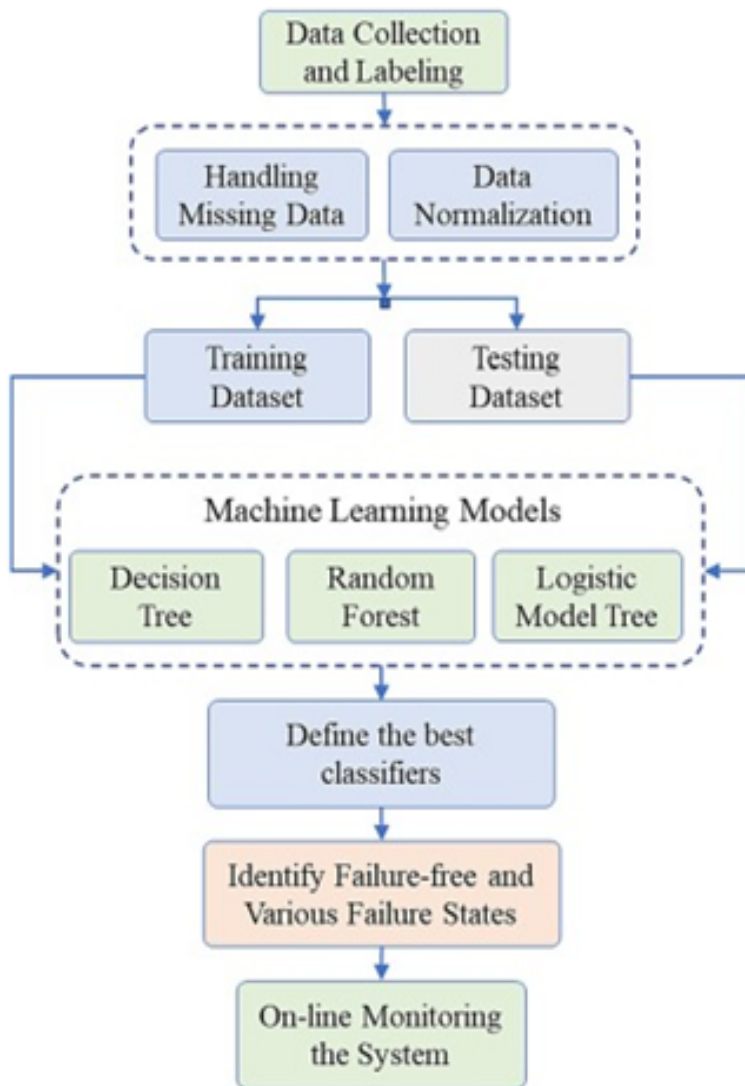 Data Collection
and Labeling
Handling
Missing Data
Data
Normalization
Training
Dataset
Testing
Dataset
Machine Learning Models
Decision
Tree
Random
Forest
Logistic
Model Tree
Define the best
classifiers
Identify Failure-free and
Various Failure States
On-line Monitoring
the System